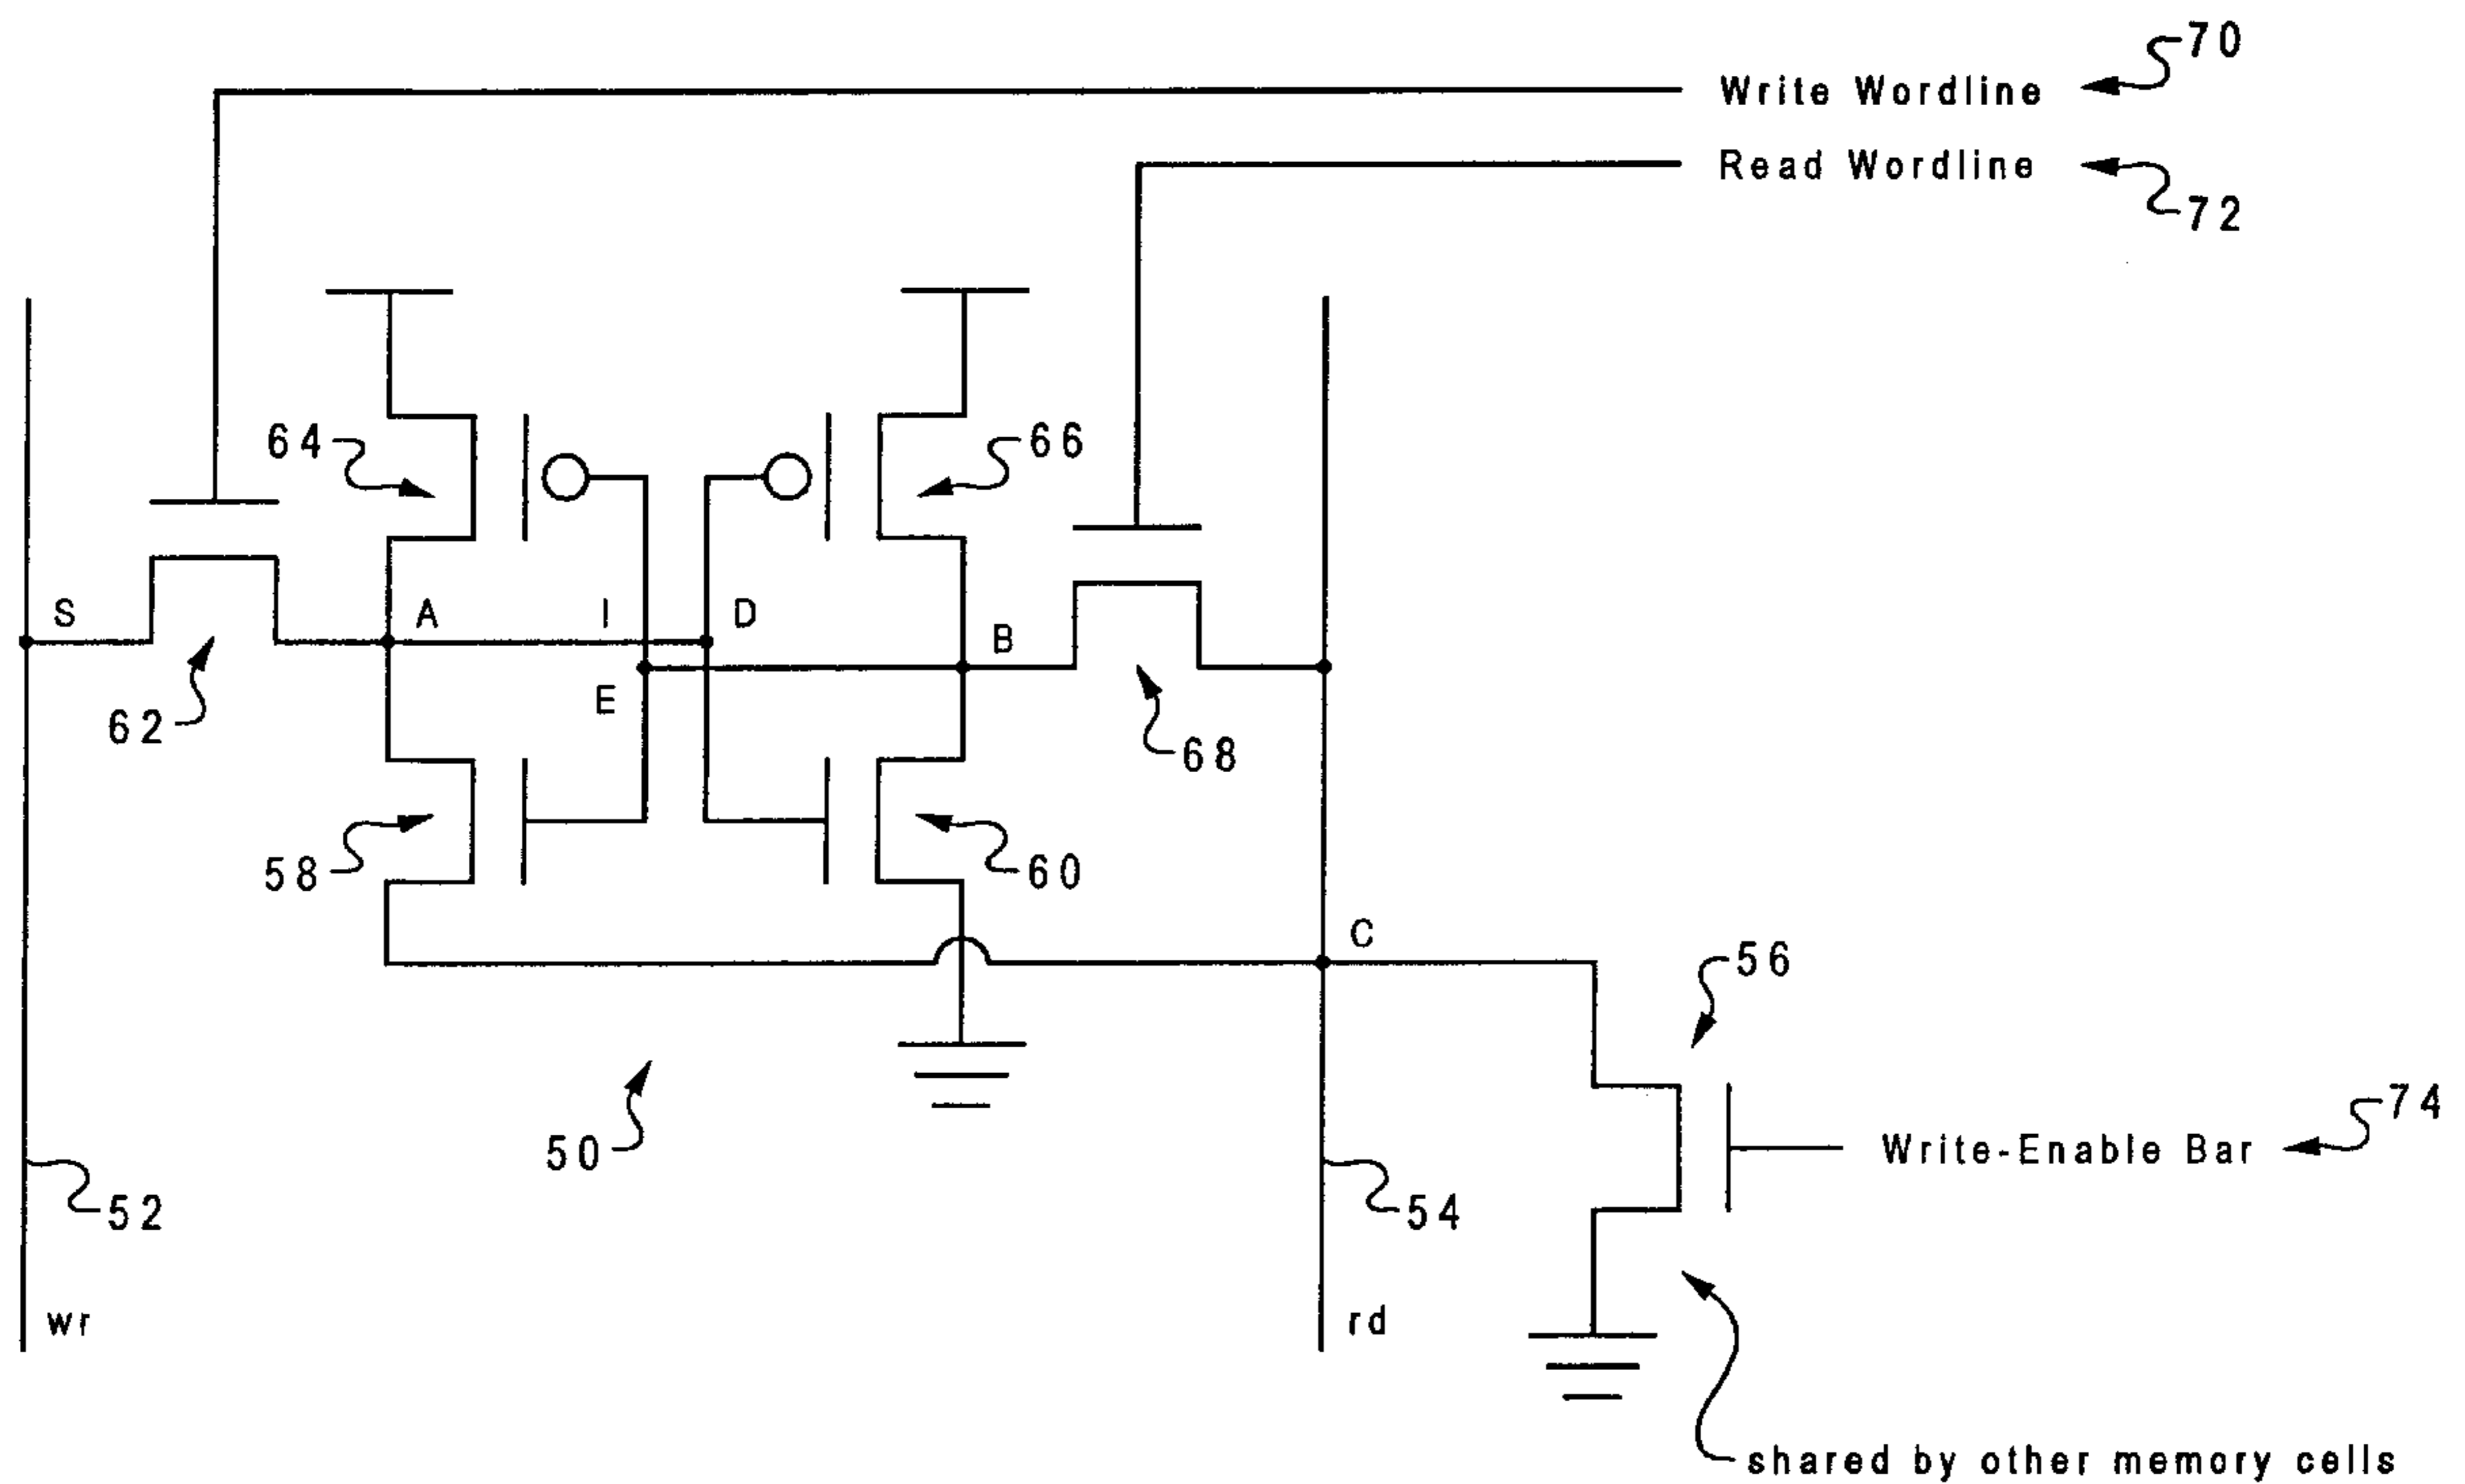 70
Write Wordline
Read Wordline
72
64
66
S
A
I
D
B
E
62
68
58
60
C
56
74
50
Write-Enable Bar
52
54
wr
rd
shared by other memory cells